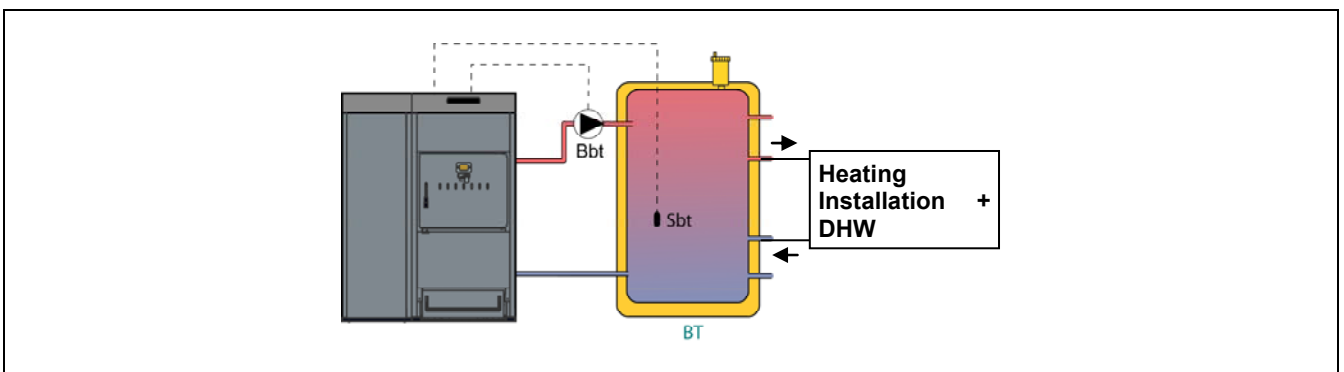 Bbt
Sbt
Heating
Installation +
DHW
BT